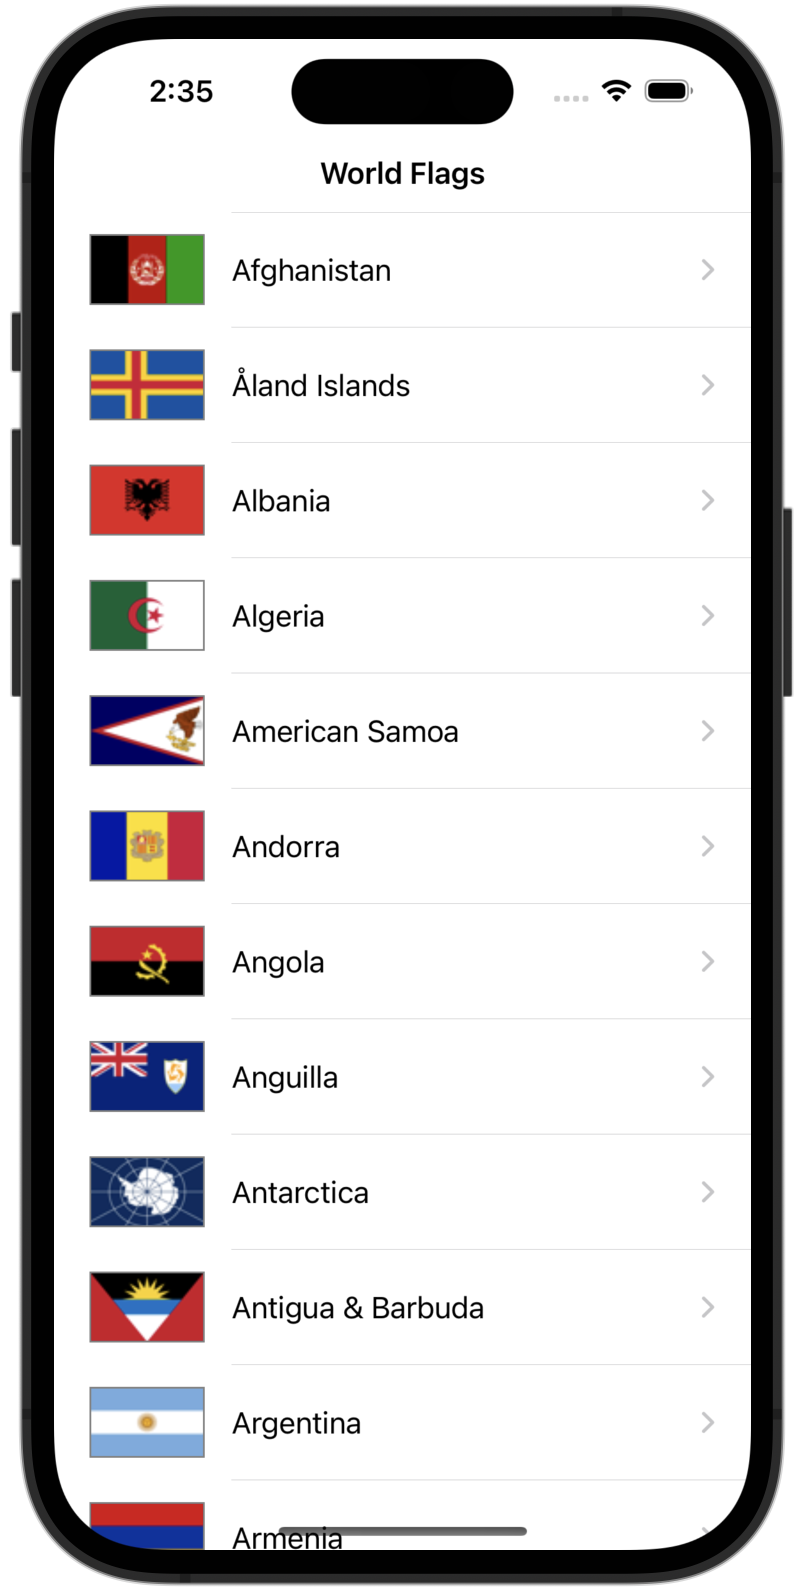 2:35
World Flags
Afghanistan
Åland Islands
Albania
Algeria
American Samoa
Andorra
Angola
Anguilla
Antarctica
Antigua & Barbuda
Argentina
Armenia